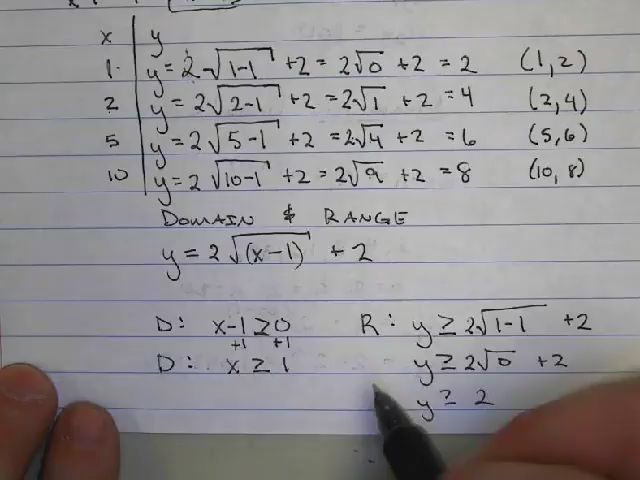 x y
1 y=2√(1-1) +2 = 2√0 +2 = 2 (1,2)
2 y=2√(2-1) +2 =2√1 +2 =4 (2,4)
5 y=2√(5-1) +2 =2√4 +2 =6 (5,6)
10 y=2√(10-1) +2=2√9 +2 =8 (10,8)
DOMAIN & RANGE
y=2√(x-1) +2
D: x-1≥0 R: y≥2√(1-1) +2
+1 +1
D: x≥1 y≥2√0 +2
y≥2